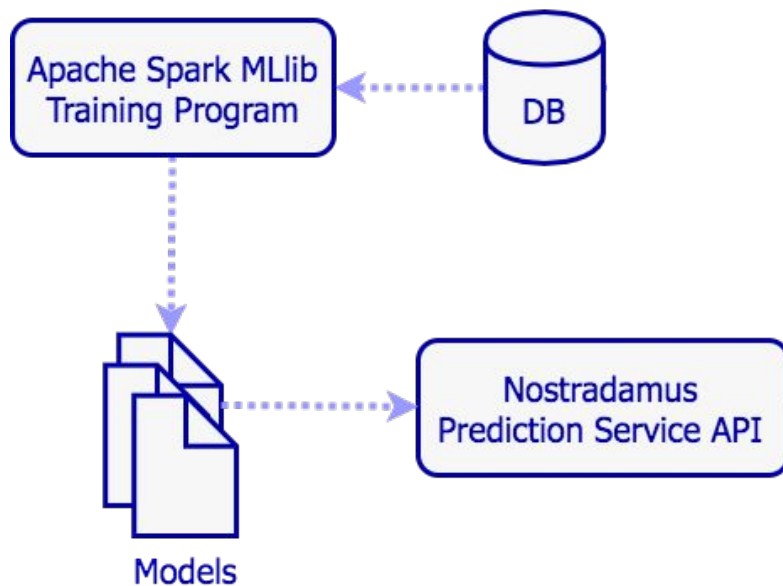 Apache Spark MLlib
Training Program
DB
Nostradamus
Prediction Service API
Models